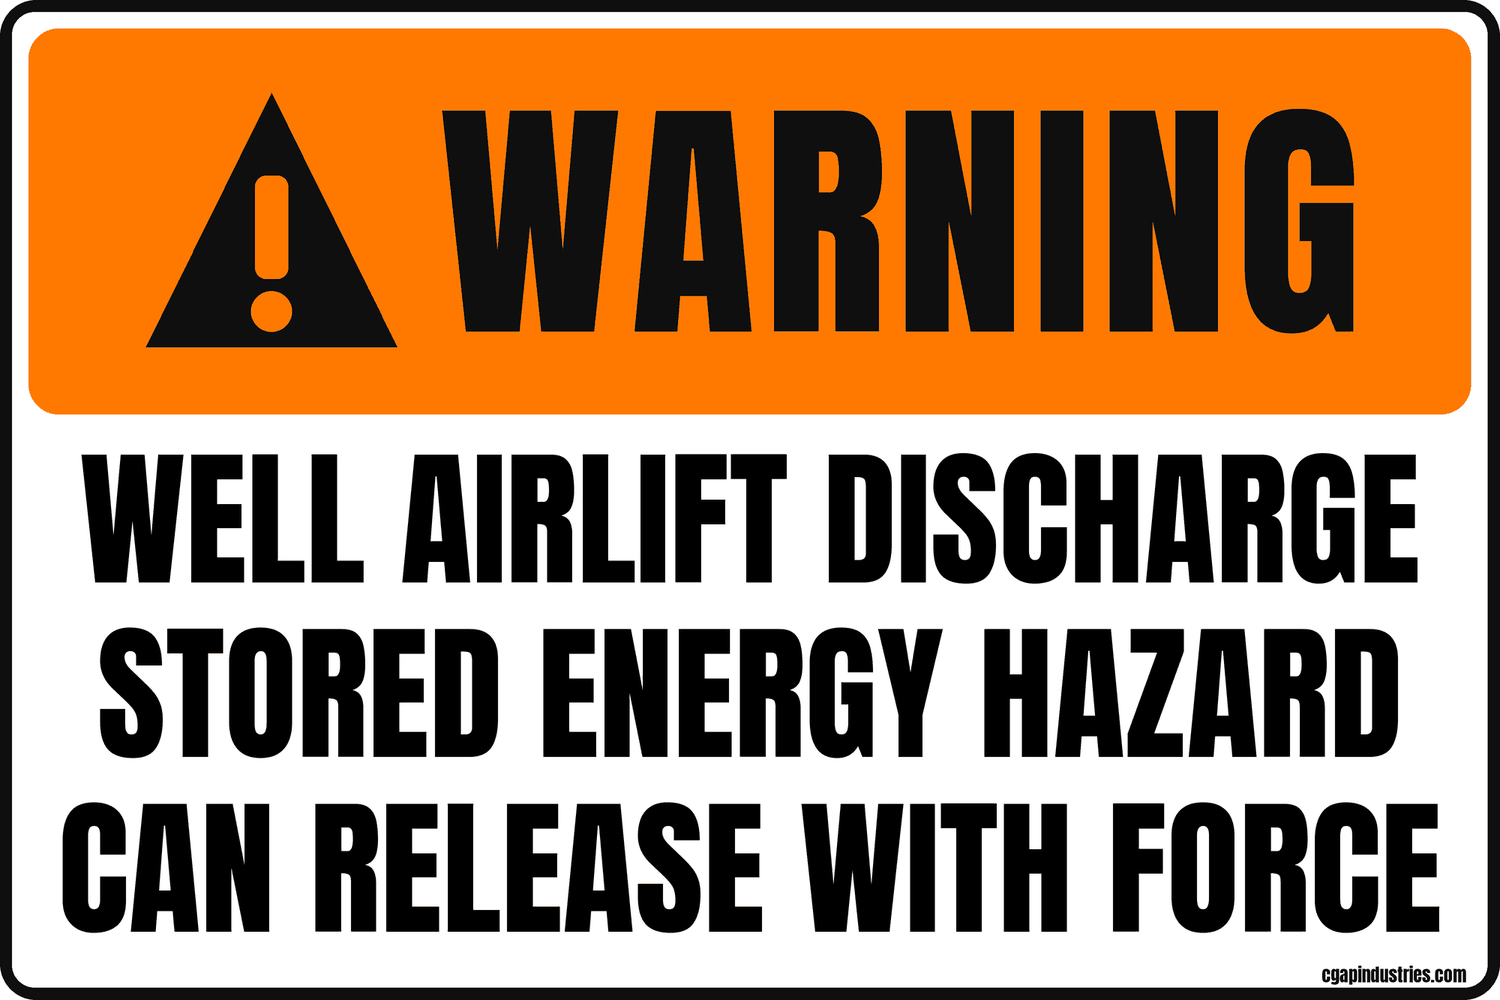 WARNING
WELL AIRLIFT DISCHARGE
STORED ENERGY HAZARD
CAN RELEASE WITH FORCE
cgapindustries.com